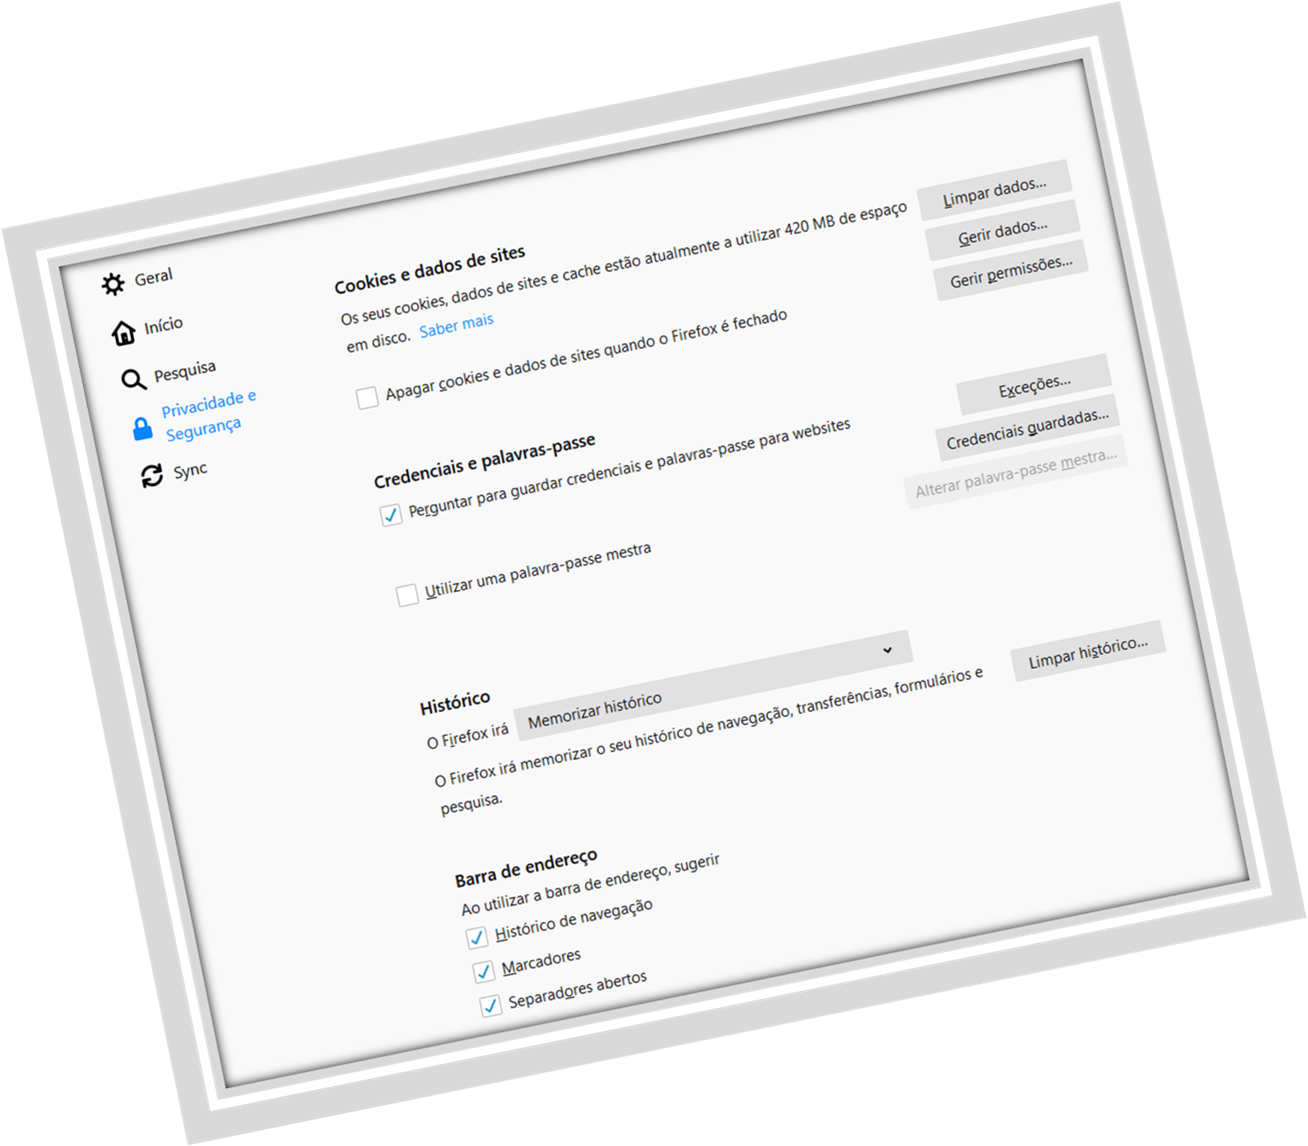 Geral
Início
Pesquisa
Privacidade e
Segurança
Sync
Cookies e dados de sites
Os seus cookies, dados de sites e cache estão atualmente a utilizar 420 MB de espaço
em disco. Saber mais
Limpar dados...
Gerir dados...
Gerir permissões...
Apagar cookies e dados de sites quando o Firefox é fechado
Credenciais e palavras-passe
Perguntar para guardar credenciais e palavras-passe para websites
Exceções...
Credenciais guardadas...
Alterar palavra-passe mestra...
Utilizar uma palavra-passe mestra
Histórico
O Firefox irá Memorizar histórico
O Firefox irá memorizar o seu histórico de navegação, transferências, formulários e
pesquisa.
Limpar histórico...
Barra de endereço
Ao utilizar a barra de endereço, sugerir
Histórico de navegação
Marcadores
Separadores abertos